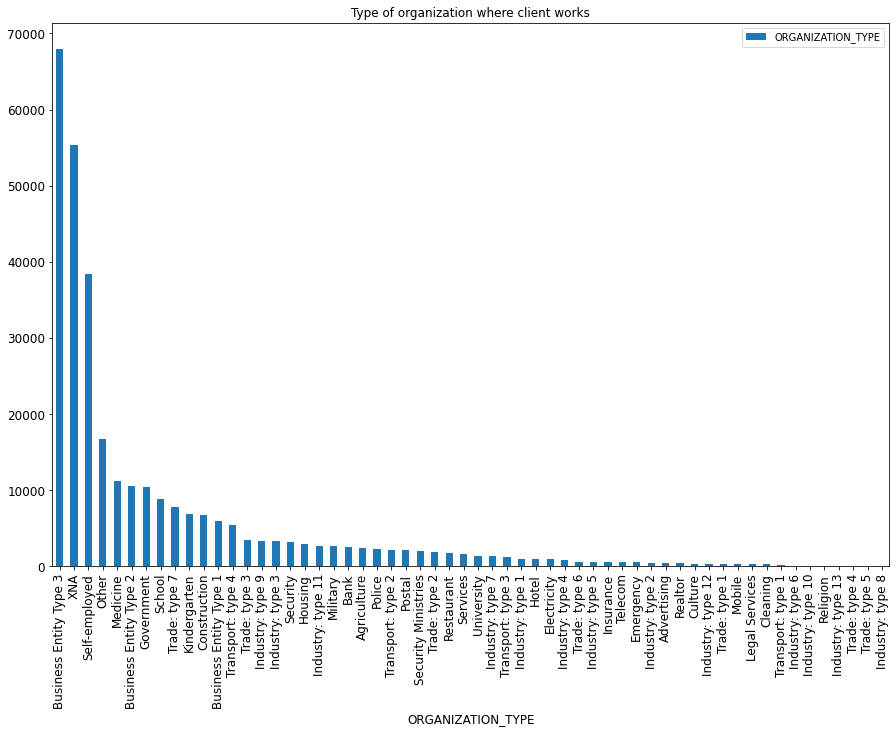 Type of organization where client works
ORGANIZATION_TYPE
70000
60000
50000
40000
30000
20000
10000
0
Business Entity Type 3
XNA
Self-employed
Other
Medicine
Business Entity Type 2
Government
School
Trade: type 7
Kindergarten
Construction
Business Entity Type 1
Transport: type 4
Trade: type 3
Industry: type 9
Industry: type 3
Security
Housing
Industry: type 11
Military
Bank
Agriculture
Police
Transport: type 2
Postal
Security Ministries
Trade: type 2
Restaurant
Services
University
Industry: type 7
Transport: type 3
Industry: type 1
Hotel
Electricity
Industry: type 4
Trade: type 6
Industry: type 5
Insurance
Telecom
Emergency
Industry: type 2
Advertising
Realtor
Culture
Industry: type 12
Trade: type 1
Mobile
Legal Services
Cleaning
Transport: type 1
Industry: type 6
Industry: type 10
Religion
Industry: type 13
Trade: type 4
Trade: type 5
Industry: type 8
ORGANIZATION_TYPE